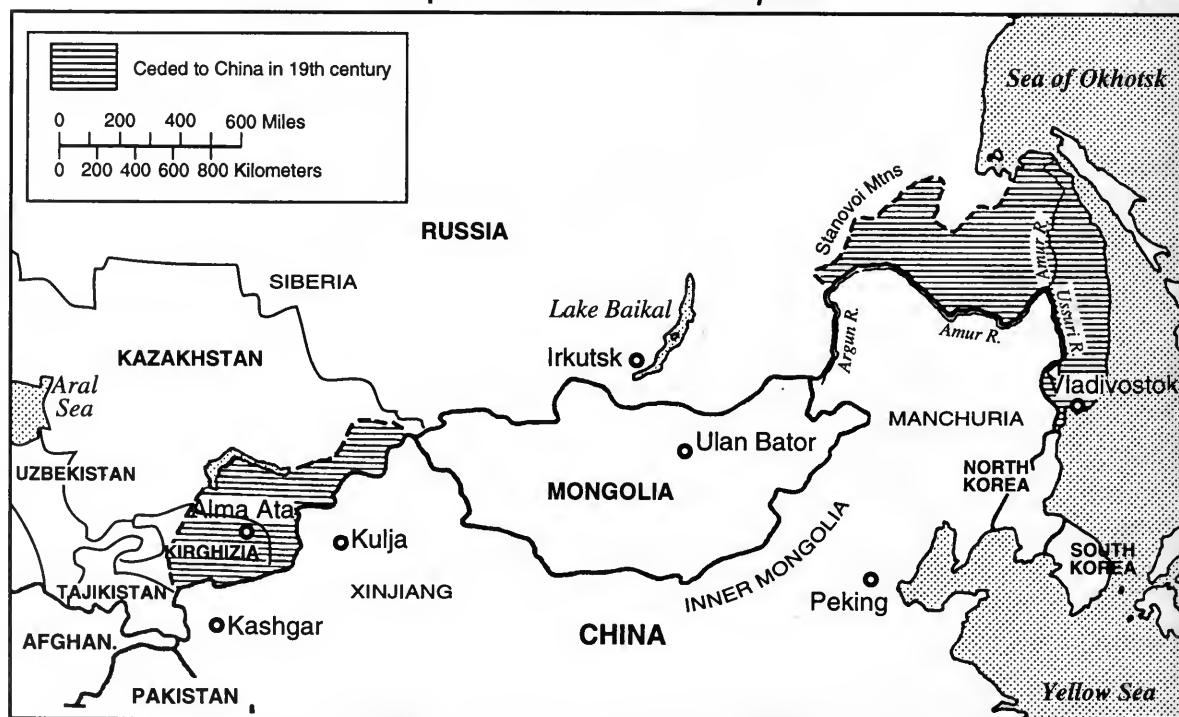 Ceded to China in 19th century
0 200 400 600 Miles
0 200 400 600 800 Kilometers
Sea of Okhotsk
Stanovoi Mtns
RUSSIA
SIBERIA
Amur R.
Ussuri R.
Lake Baikal
Argun R.
Amur R.
KAZAKHSTAN
Irkutsk
Aral
Sea
Vladivostok
MANCHURIA
Ulan Bator
UZBEKISTAN
NORTH
KOREA
MONGOLIA
Alma Ata
Kulja
KIRGHIZIA
SOUTH
KOREA
TAJIKISTAN
XINJIANG
INNER MONGOLIA
Peking
Kashgar
CHINA
AFGHAN.
PAKISTAN
Yellow Sea